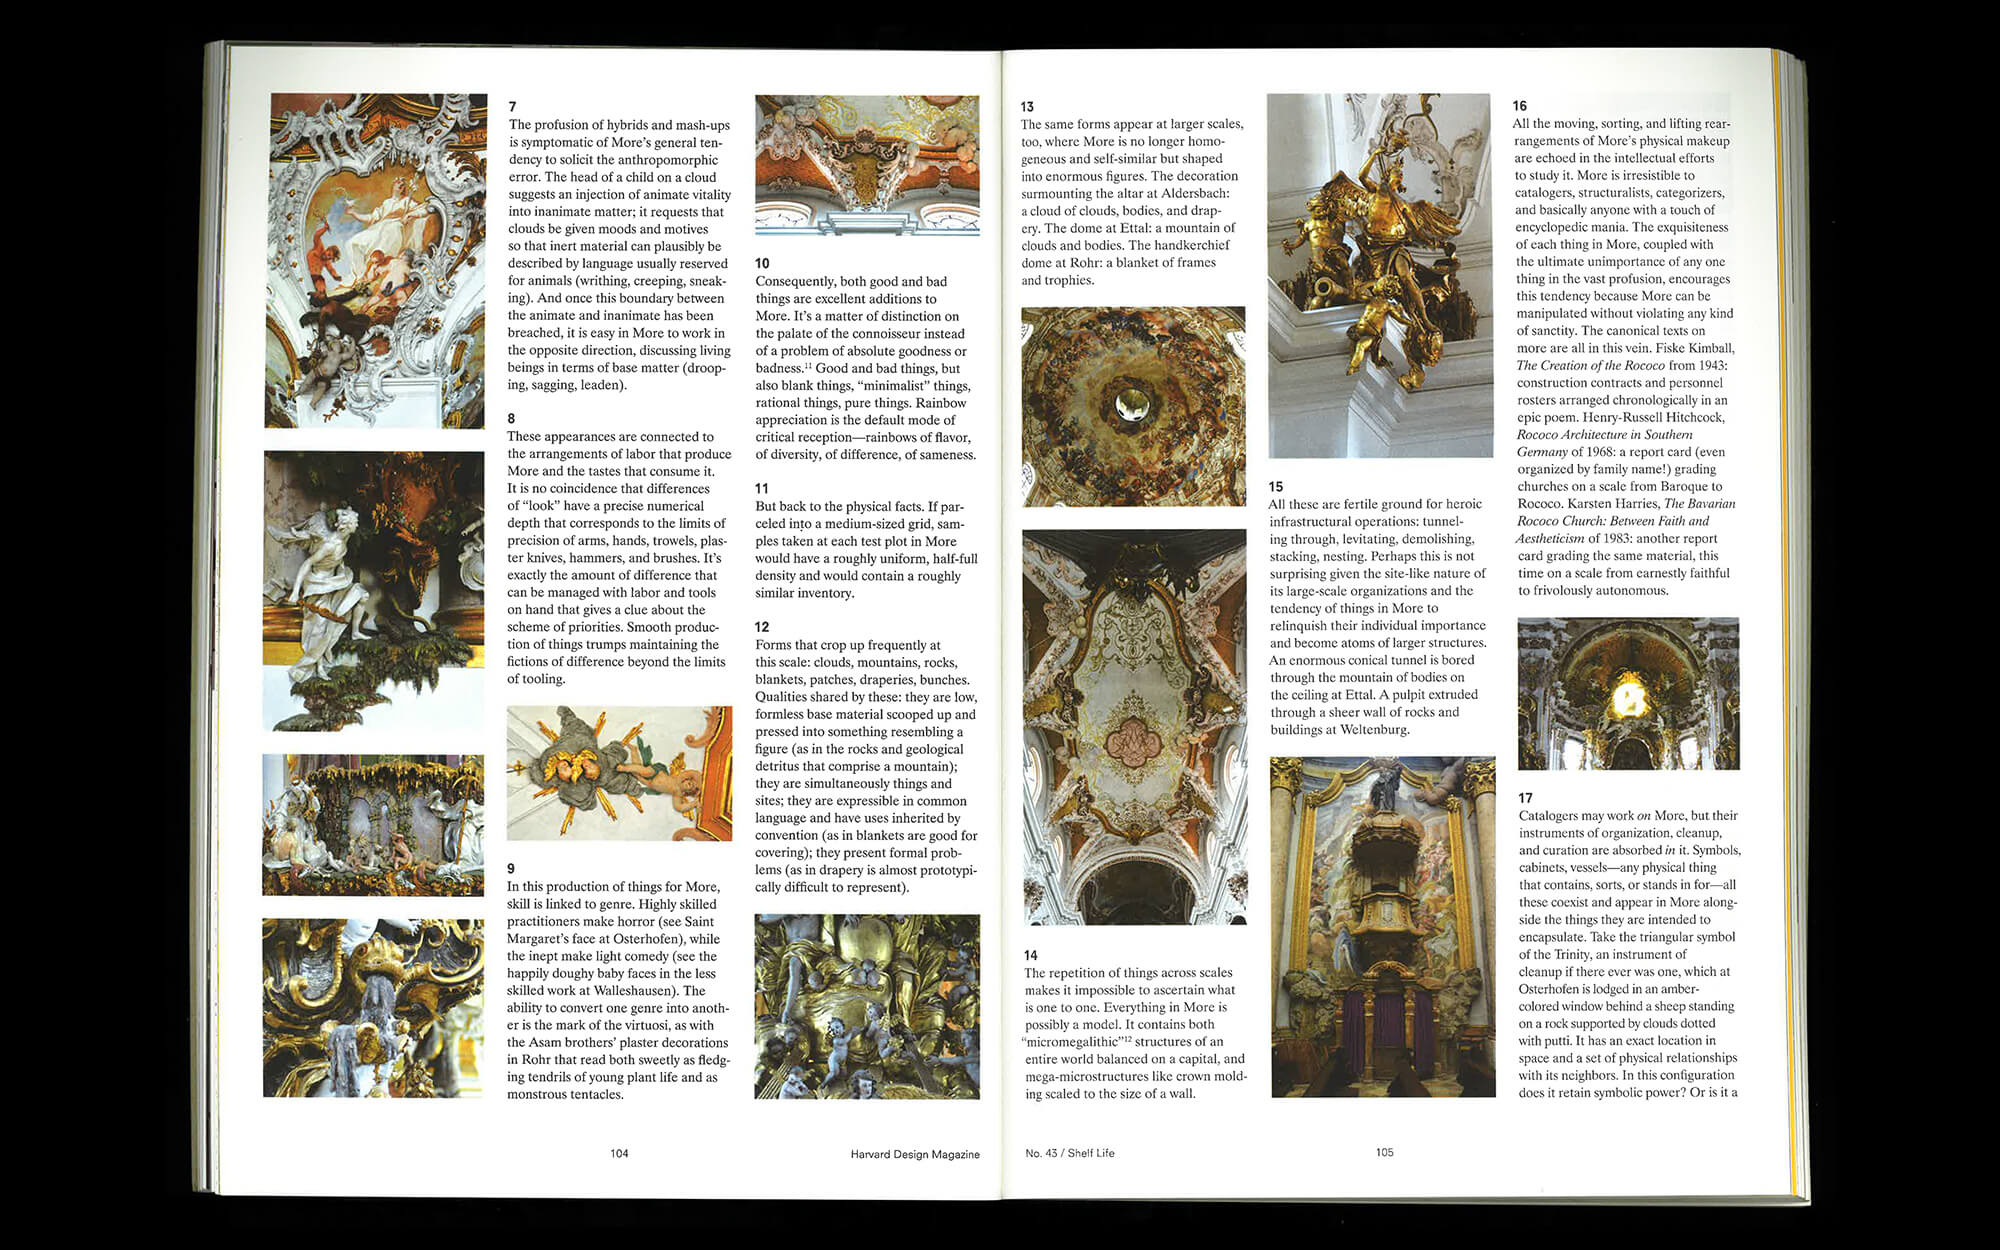 7
The profusion of hybrids and mash-ups
is symptomatic of More's general ten-
dency to solicit the anthropomorphic
error. The head of a child on a cloud
suggests an injection of animate vitality
into inanimate matter; it requests that
clouds be given moods and motives
so that inert material can plausibly be
described by language usually reserved
for animals (writhing, creeping, sneak-
ing). And once this boundary between
the animate and inanimate has been
breached, it is easy in More to work in
the opposite direction, discussing living
beings in terms of base matter (droop-
ing, sagging, leaden).
8
These appearances are connected to
the arrangements of labor that produce
More and the tastes that consume it.
It is no coincidence that differences
of “look” have a precise numerical
depth that corresponds to the limits of
precision of arms, hands, trowels, plas-
ter knives, hammers, and brushes. It's
exactly the amount of difference that
can be managed with labor and tools
on hand that gives a clue about the
scheme of priorities. Smooth produc-
tion of things trumps maintaining the
fictions of difference beyond the limits
of tooling.
9
In this production of things for More,
skill is linked to genre. Highly skilled
practitioners make horror (see Saint
Margaret's face at Osterhofen), while
the inept make light comedy (see the
happily doughy baby faces in the less
skilled work at Walleshausen). The
ability to convert one genre into anoth-
er is the mark of the virtuosi, as with
the Asam brothers' plaster decorations
in Rohr that read both sweetly as fledg-
ing tendrils of young plant life and as
monstrous tentacles.
10
Consequently, both good and bad
things are excellent additions to
More. It's a matter of distinction on
the palate of the connoisseur instead
of a problem of absolute goodness or
badness.¹¹ Good and bad things, but
also blank things, “minimalist” things,
rational things, pure things. Rainbow
appreciation is the default mode of
critical reception—rainbows of flavor,
of diversity, of difference, of sameness.
11
But back to the physical facts. If par-
celed into a medium-sized grid, sam-
ples taken at each test plot in More
would have a roughly uniform, half-full
density and would contain a roughly
similar inventory.
12
Forms that crop up frequently at
this scale: clouds, mountains, rocks,
blankets, patches, draperies, bunches.
Qualities shared by these: they are low,
formless base material scooped up and
pressed into something resembling a
figure (as in the rocks and geological
detritus that comprise a mountain);
they are simultaneously things and
sites; they are expressible in common
language and have uses inherited by
convention (as in blankets are good for
covering); they present formal prob-
lems (as in drapery is almost prototypi-
cally difficult to represent).
104
Harvard Design Magazine
13
The same forms appear at larger scales,
too, where More is no longer homo-
geneous and self-similar but shaped
into enormous figures. The decoration
surmounting the altar at Aldersbach:
a cloud of clouds, bodies, and drap-
ery. The dome at Ettal: a mountain of
clouds and bodies. The handkerchief
dome at Rohr: a blanket of frames
and trophies.
14
The repetition of things across scales
makes it impossible to ascertain what
is one to one. Everything in More is
possibly a model. It contains both
“micromegalithic”¹² structures of an
entire world balanced on a capital, and
mega-microstructures like crown mold-
ing scaled to the size of a wall.
15
All these are fertile ground for heroic
infrastructural operations: tunnel-
ing through, levitating, demolishing,
stacking, nesting. Perhaps this is not
surprising given the site-like nature of
its large-scale organizations and the
tendency of things in More to
relinquish their individual importance
and become atoms of larger structures.
An enormous conical tunnel is bored
through the mountain of bodies on
the ceiling at Ettal. A pulpit extruded
through a sheer wall of rocks and
buildings at Weltenburg.
16
All the moving, sorting, and lifting rear-
rangements of More's physical makeup
are echoed in the intellectual efforts
to study it. More is irresistible to
catalogers, structuralists, categorizers,
and basically anyone with a touch of
encyclopedic mania. The exquisiteness
of each thing in More, coupled with
the ultimate unimportance of any one
thing in the vast profusion, encourages
this tendency because More can be
manipulated without violating any kind
of sanctity. The canonical texts on
more are all in this vein. Fiske Kimball,
The Creation of the Rococo from 1943:
construction contracts and personnel
rosters arranged chronologically in an
epic poem. Henry-Russell Hitchcock,
Rococo Architecture in Southern
Germany of 1968: a report card (even
organized by family name!) grading
churches on a scale from Baroque to
Rococo. Karsten Harries, The Bavarian
Rococo Church: Between Faith and
Aestheticism of 1983: another report
card grading the same material, this
time on a scale from earnestly faithful
to frivolously autonomous.
17
Catalogers may work on More, but their
instruments of organization, cleanup,
and curation are absorbed in it. Symbols,
cabinets, vessels—any physical thing
that contains, sorts, or stands in for—all
these coexist and appear in More along-
side the things they are intended to
encapsulate. Take the triangular symbol
of the Trinity, an instrument of
cleanup if there ever was one, which at
Osterhofen is lodged in an amber-
colored window behind a sheep standing
on a rock supported by clouds dotted
with putti. It has an exact location in
space and a set of physical relationships
with its neighbors. In this configuration
does it retain symbolic power? Or is it a
No. 43 / Shelf Life
105